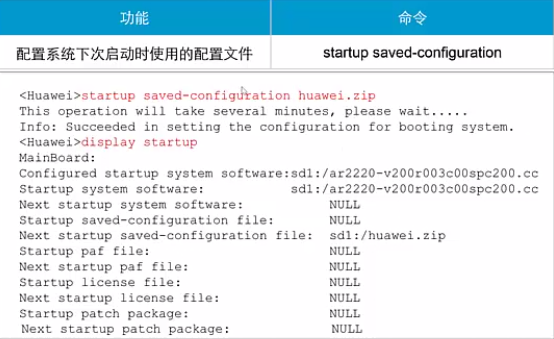 功能 命令
配置系统下次启动时使用的配置文件 startup saved-configuration
<Huawei>startup saved-configuration huawei.zip
This operation will take several minutes, please wait.....
Info: Succeeded in setting the configuration for booting system.
<Huawei>display startup
MainBoard:
Configured startup system software:sd1:/ar2220-v200r003c00spc200.cc
Startup system software: sd1:/ar2220-v200r003c00spc200.cc
Next startup system software: NULL
Startup saved-configuration file: NULL
Next startup saved-configuration file: sd1:/huawei.zip
Startup paf file: NULL
Next startup paf file: NULL
Startup license file: NULL
Next startup license file: NULL
Startup patch package: NULL
Next startup patch package: NULL